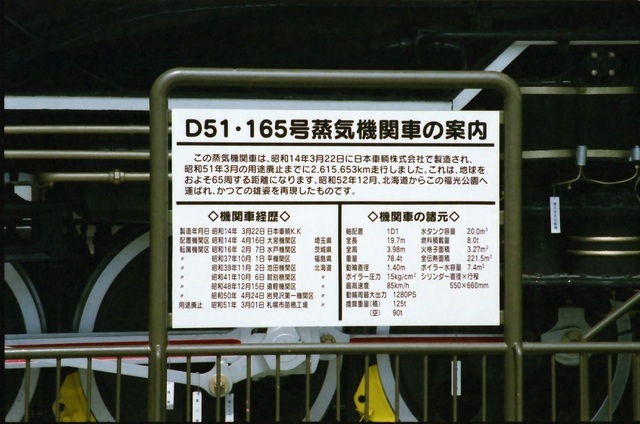 D51・165号蒸気機関車の案内
この蒸気機関車は、昭和14年3月22日に日本車輌株式会社で製造され、
昭和51年3月の用途廃止までに2,615,653km走行しました。これは、地球を
およそ65周する距離になります。昭和52年12月、北海道からこの福光公園へ
運ばれ、かつての雄姿を再現したものです。
◇機関車経歴◇
製造年月日 昭和14年 3月22日 日本車輌K.K
配置機関区 昭和14年 4月16日 大宮機関区 埼玉県
転属機関区 昭和16年 2月 7日 水戸機関区 茨城県
〃 昭和37年10月 1日 平機関区 福島県
〃 昭和39年11月 2日 池田機関区 北海道
〃 昭和41年10月 6日 長万部機関区 〃
〃 昭和48年12月15日 追分機関区 〃
〃 昭和50年 4月24日 岩見沢第一機関区 〃
用途廃止 昭和51年 3月01日 札幌市苗穂工場 〃
◇機関車の諸元◇
軸配置 1D1 水タンク容量 20.0m³
全長 19.7m 燃料積載量 8.0t
全高 3.98m 火格子面積 3.27m²
重量 78.4t 全伝熱面積 221.5m²
動輪直径 1.40m ボイラー水容量 7.4m³
ボイラー圧力 15kg/cm² シリンダー直径×行程
最高速度 85km/h 550×660mm
動輪周最大出力 1280PS
換算重量(積) 125t
(空) 90t